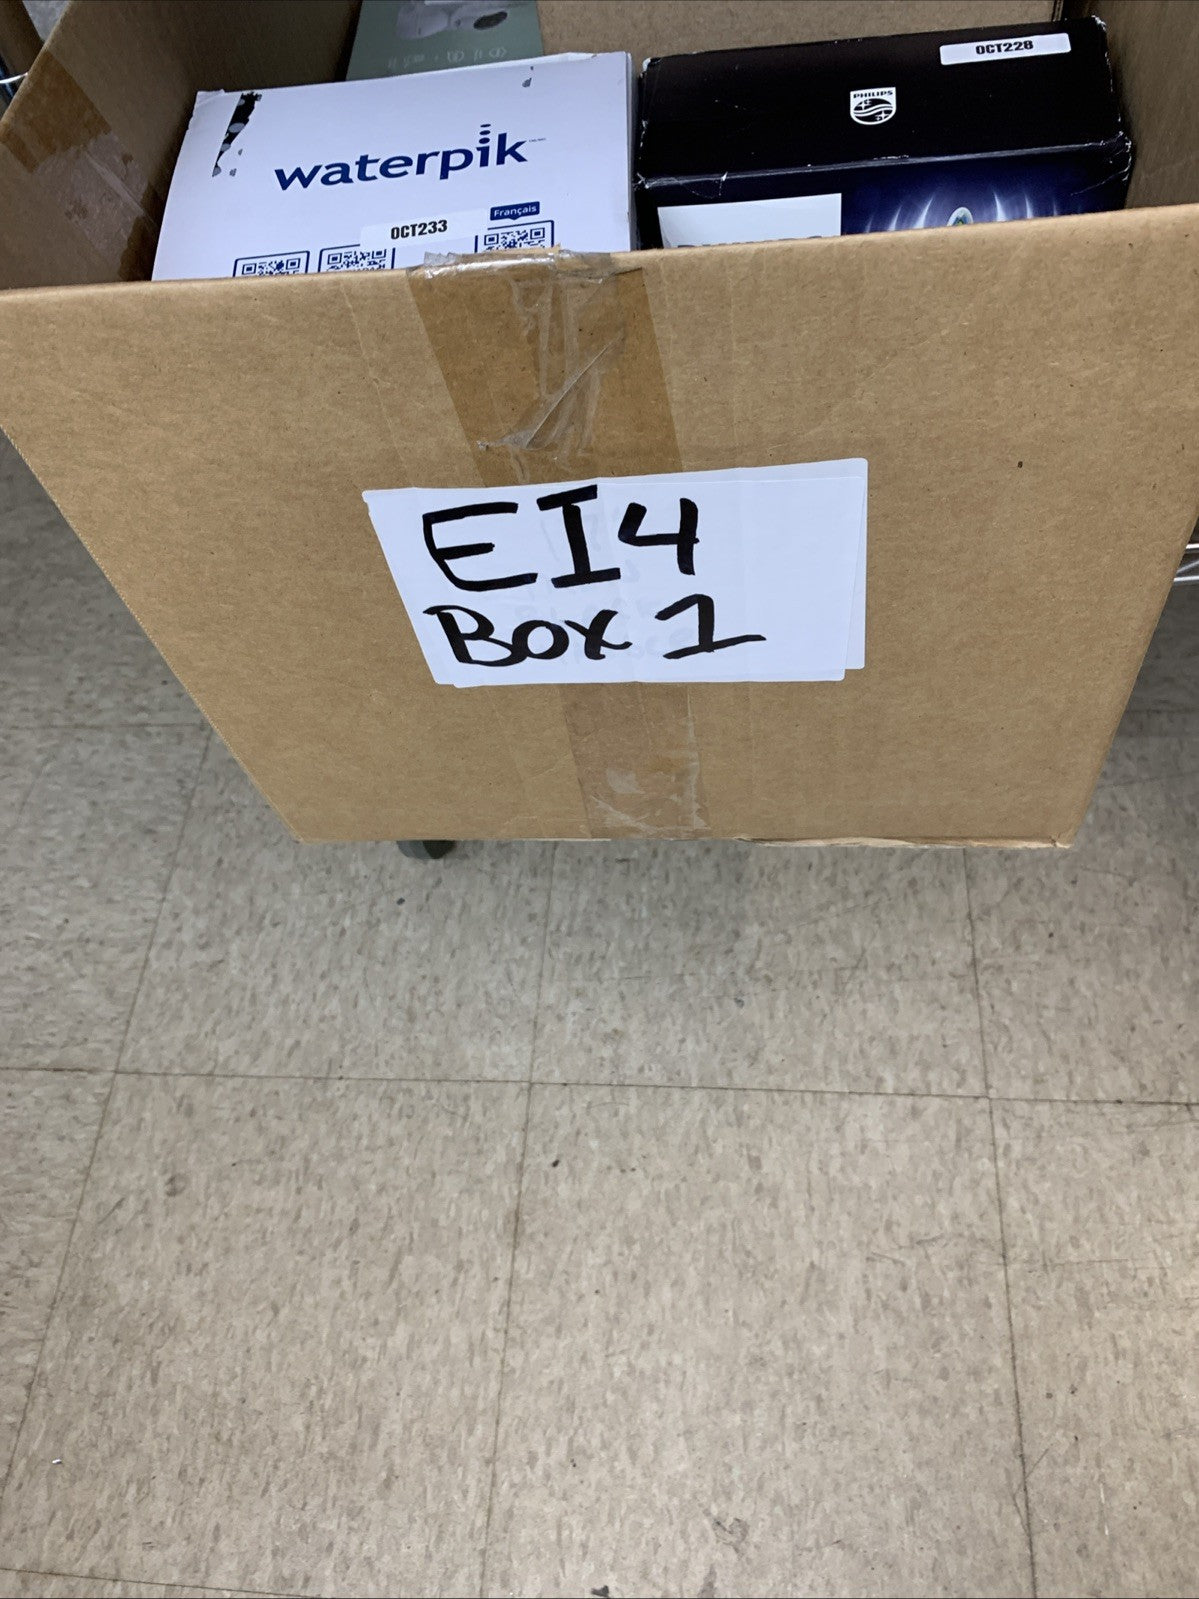 OCT228
PHILIPS
waterpik
Français
OCT233
EI4
Box 1